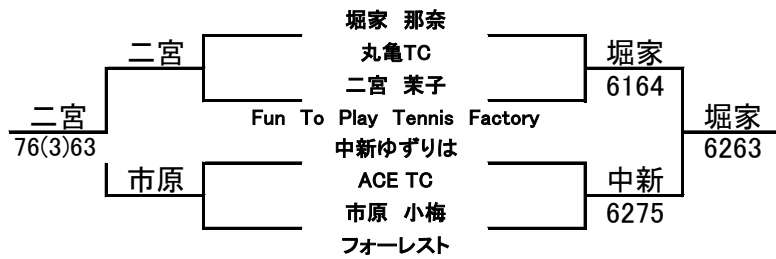 堀家 那奈
丸亀TC
二宮 茉子
Fun To Play Tennis Factory
中新ゆずりは
ACE TC
市原 小梅
フォーレスト
二宮
市原
二宮
76(3)63
堀家
6164
中新
6275
堀家
6263